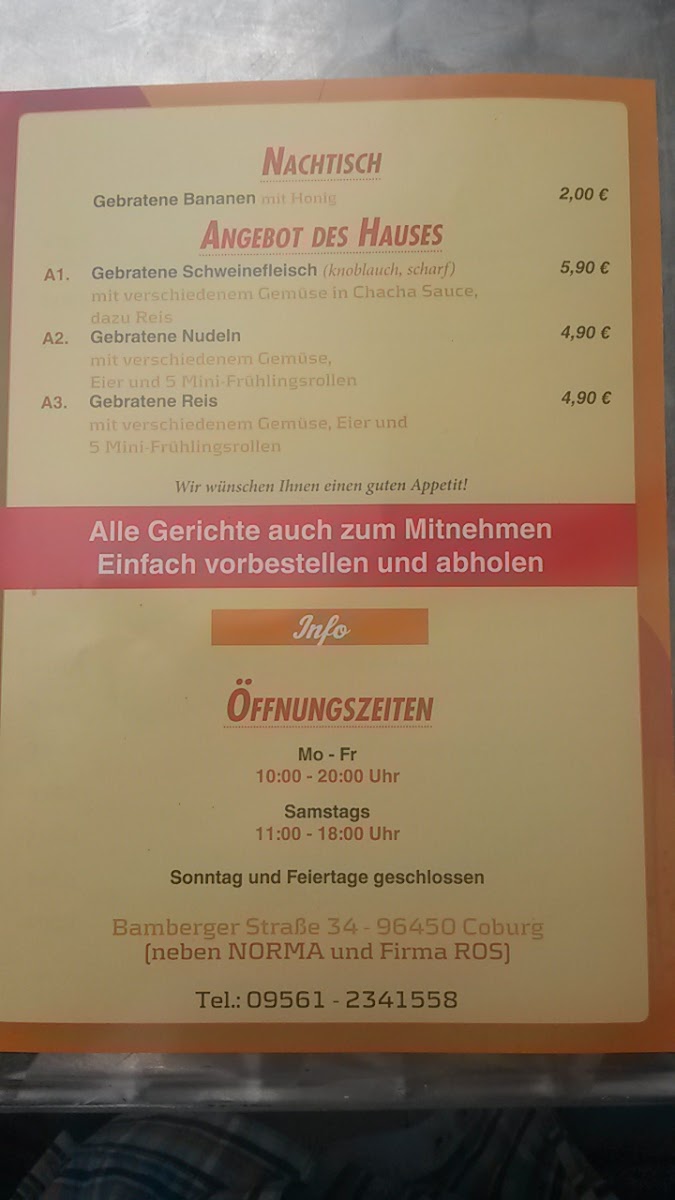 NACHTISCH
Gebratene Bananen mit Honig 2,00 €
ANGEBOT DES HAUSES
A1. Gebratene Schweinefleisch (knoblauch, scharf) 5,90 €
mit verschiedenem Gemüse in Chacha Sauce,
dazu Reis
A2. Gebratene Nudeln 4,90 €
mit verschiedenem Gemüse,
Eier und 5 Mini-Frühlingsrollen
A3. Gebratene Reis 4,90 €
mit verschiedenem Gemüse, Eier und
5 Mini-Frühlingsrollen
Wir wünschen Ihnen einen guten Appetit!
Alle Gerichte auch zum Mitnehmen
Einfach vorbestellen und abholen
Info
ÖFFNUNGSZEITEN
Mo - Fr
10:00 - 20:00 Uhr
Samstags
11:00 - 18:00 Uhr
Sonntag und Feiertage geschlossen
Bamberger Straße 34 - 96450 Coburg
(neben NORMA und Firma ROS)
Tel.: 09561 - 2341558